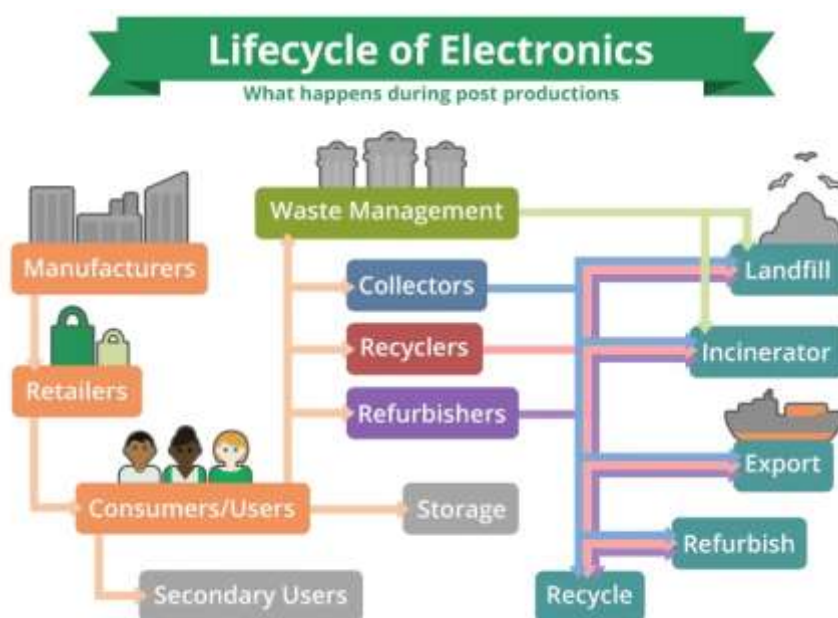 Lifecycle of Electronics
What happens during post productions
Waste Management
Manufacturers
Landfill
Collectors
Recyclers
Incinerator
Retailers
Refurbishers
Export
Consumers/Users
Storage
Refurbish
Secondary Users
Recycle